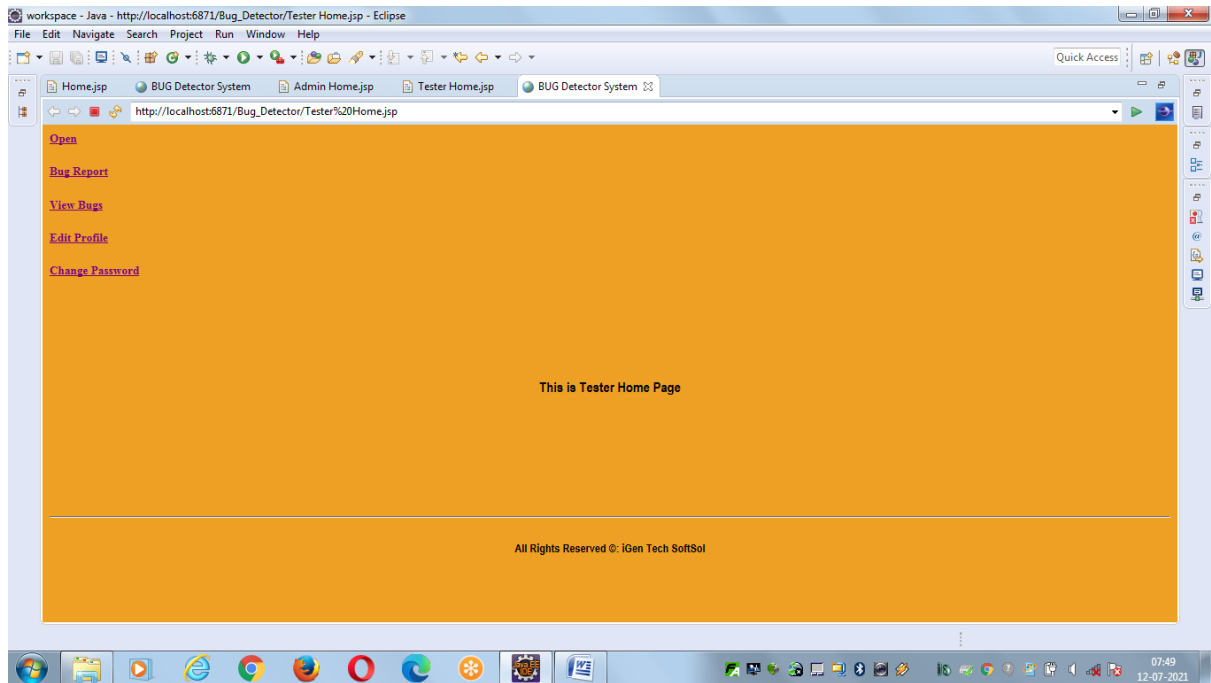 workspace - Java - http://localhost:6871/Bug_Detector/Tester Home.jsp - Eclipse
File Edit Navigate Search Project Run Window Help
Quick Access
Home.jsp BUG Detector System Admin Home.jsp Tester Home.jsp BUG Detector System
http://localhost:6871/Bug_Detector/Tester%20Home.jsp
Open
Bug Report
View Bugs
Edit Profile
Change Password
This is Tester Home Page
All Rights Reserved ©: iGen Tech SoftSol
07:49
12-07-2021